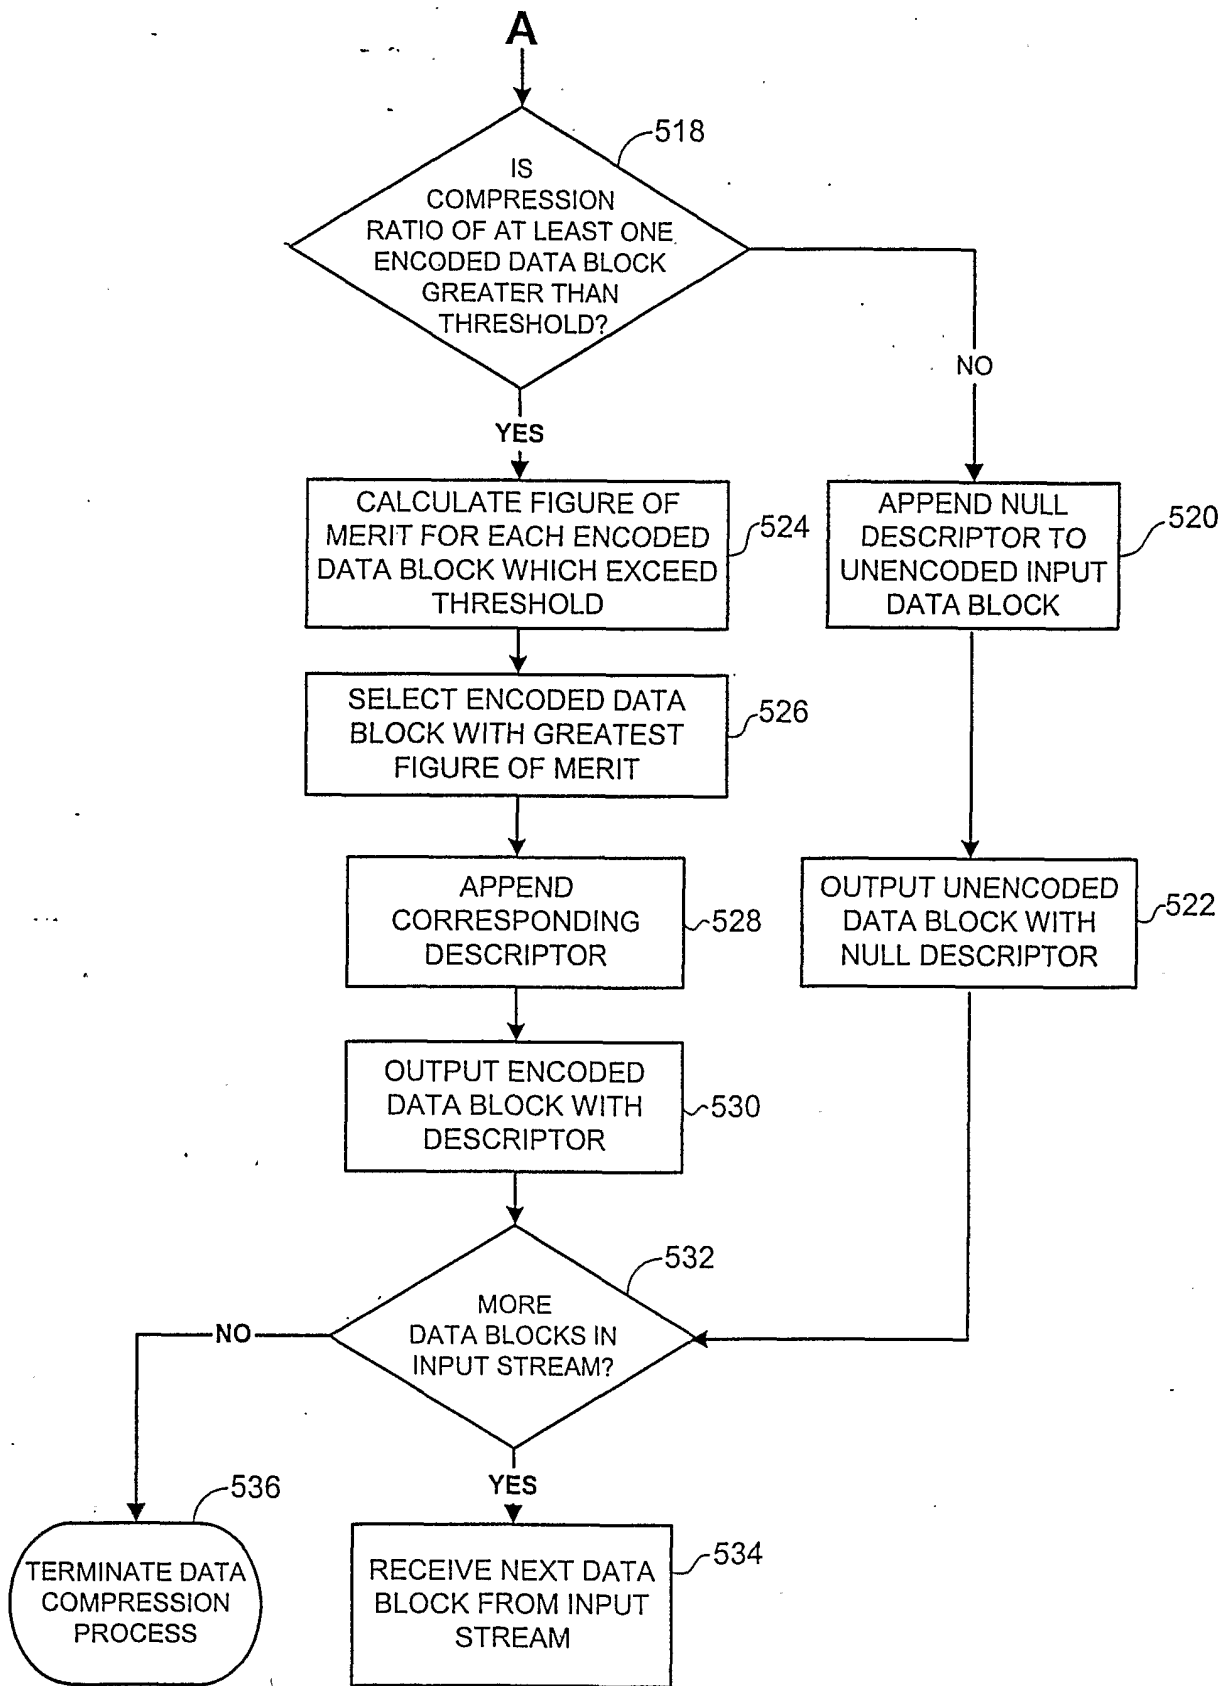 A
518
IS
COMPRESSION
RATIO OF AT LEAST ONE
ENCODED DATA BLOCK
GREATER THAN
THRESHOLD?
NO
YES
CALCULATE FIGURE OF
MERIT FOR EACH ENCODED
DATA BLOCK WHICH EXCEED
THRESHOLD
524
APPEND NULL
DESCRIPTOR TO
UNENCODED INPUT
DATA BLOCK
520
SELECT ENCODED DATA
BLOCK WITH GREATEST
FIGURE OF MERIT
526
APPEND
CORRESPONDING
DESCRIPTOR
528
OUTPUT UNENCODED
DATA BLOCK WITH
NULL DESCRIPTOR
522
OUTPUT ENCODED
DATA BLOCK WITH
DESCRIPTOR
530
532
MORE
DATA BLOCKS IN
INPUT STREAM?
NO
YES
536
TERMINATE DATA
COMPRESSION
PROCESS
RECEIVE NEXT DATA
BLOCK FROM INPUT
STREAM
534